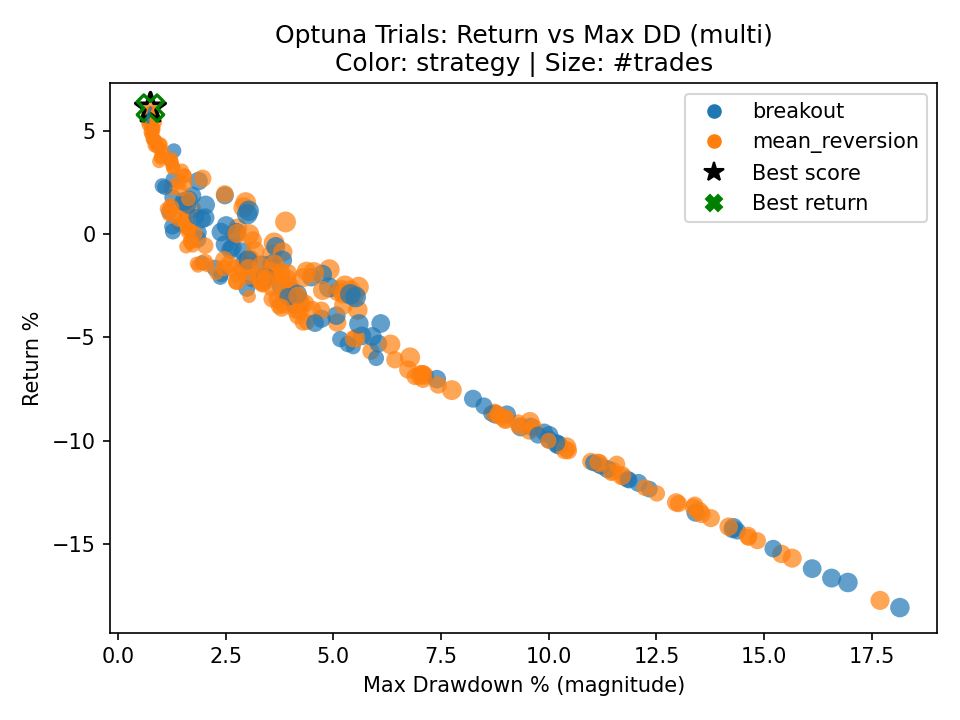 Optuna Trials: Return vs Max DD (multi)
Color: strategy | Size: #trades
breakout
mean_reversion
Best score
Best return
5
0
−5
−10
−15
Return %
0.0 2.5 5.0 7.5 10.0 12.5 15.0 17.5
Max Drawdown % (magnitude)